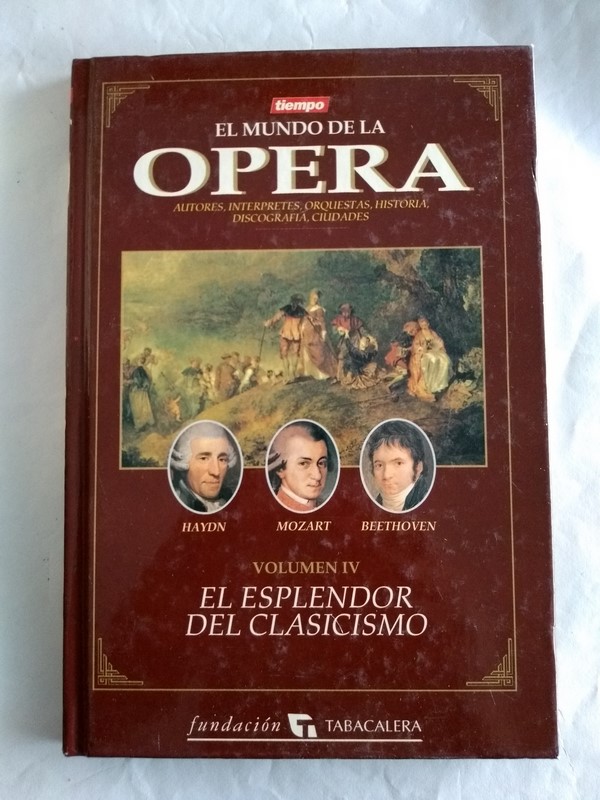 tiempo
EL MUNDO DE LA
OPERA
AUTORES, INTERPRETES, ORQUESTAS, HISTORIA,
DISCOGRAFIA, CIUDADES
HAYDN MOZART BEETHOVEN
VOLUMEN IV
EL ESPLENDOR
DEL CLASICISMO
fundación TABACALERA